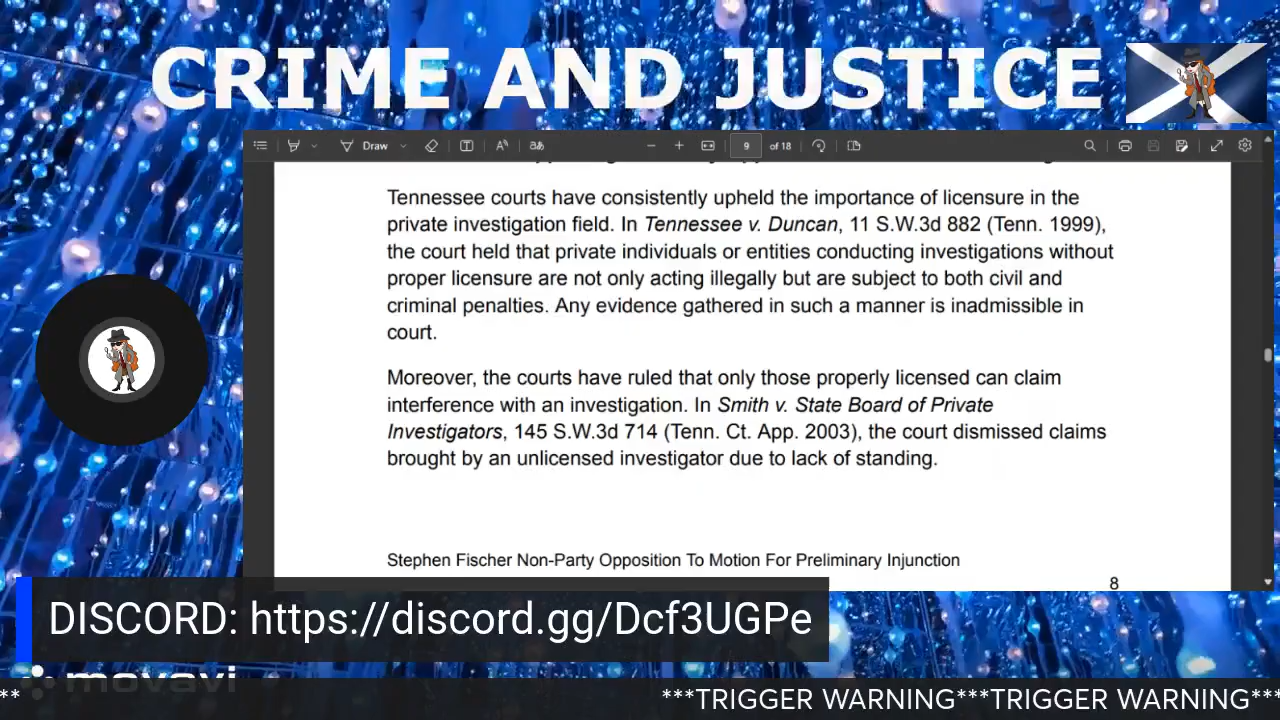 CRIME AND JUSTICE
Draw
9 of 18
Tennessee courts have consistently upheld the importance of licensure in the
private investigation field. In Tennessee v. Duncan, 11 S.W.3d 882 (Tenn. 1999),
the court held that private individuals or entities conducting investigations without
proper licensure are not only acting illegally but are subject to both civil and
criminal penalties. Any evidence gathered in such a manner is inadmissible in
court.
Moreover, the courts have ruled that only those properly licensed can claim
interference with an investigation. In Smith v. State Board of Private
Investigators, 145 S.W.3d 714 (Tenn. Ct. App. 2003), the court dismissed claims
brought by an unlicensed investigator due to lack of standing.
Stephen Fischer Non-Party Opposition To Motion For Preliminary Injunction
8
DISCORD: https://discord.gg/Dcf3UGPe
movavi
** ***TRIGGER WARNING***TRIGGER WARNING***